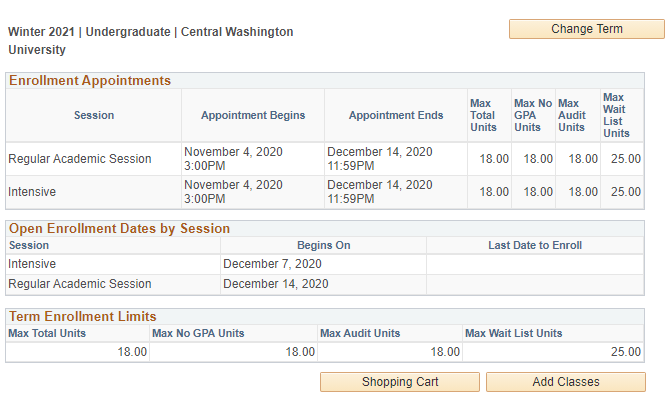 Winter 2021 | Undergraduate | Central Washington
University
Change Term
Enrollment Appointments
Session Appointment Begins Appointment Ends Max Total Units Max No GPA Units Max Audit Units Max Wait List Units
Regular Academic Session November 4, 2020 3:00PM December 14, 2020 11:59PM 18.00 18.00 18.00 25.00
Intensive November 4, 2020 3:00PM December 14, 2020 11:59PM 18.00 18.00 18.00 25.00
Open Enrollment Dates by Session
Session Begins On Last Date to Enroll
Intensive December 7, 2020
Regular Academic Session December 14, 2020
Term Enrollment Limits
Max Total Units Max No GPA Units Max Audit Units Max Wait List Units
18.00 18.00 18.00 25.00
Shopping Cart Add Classes